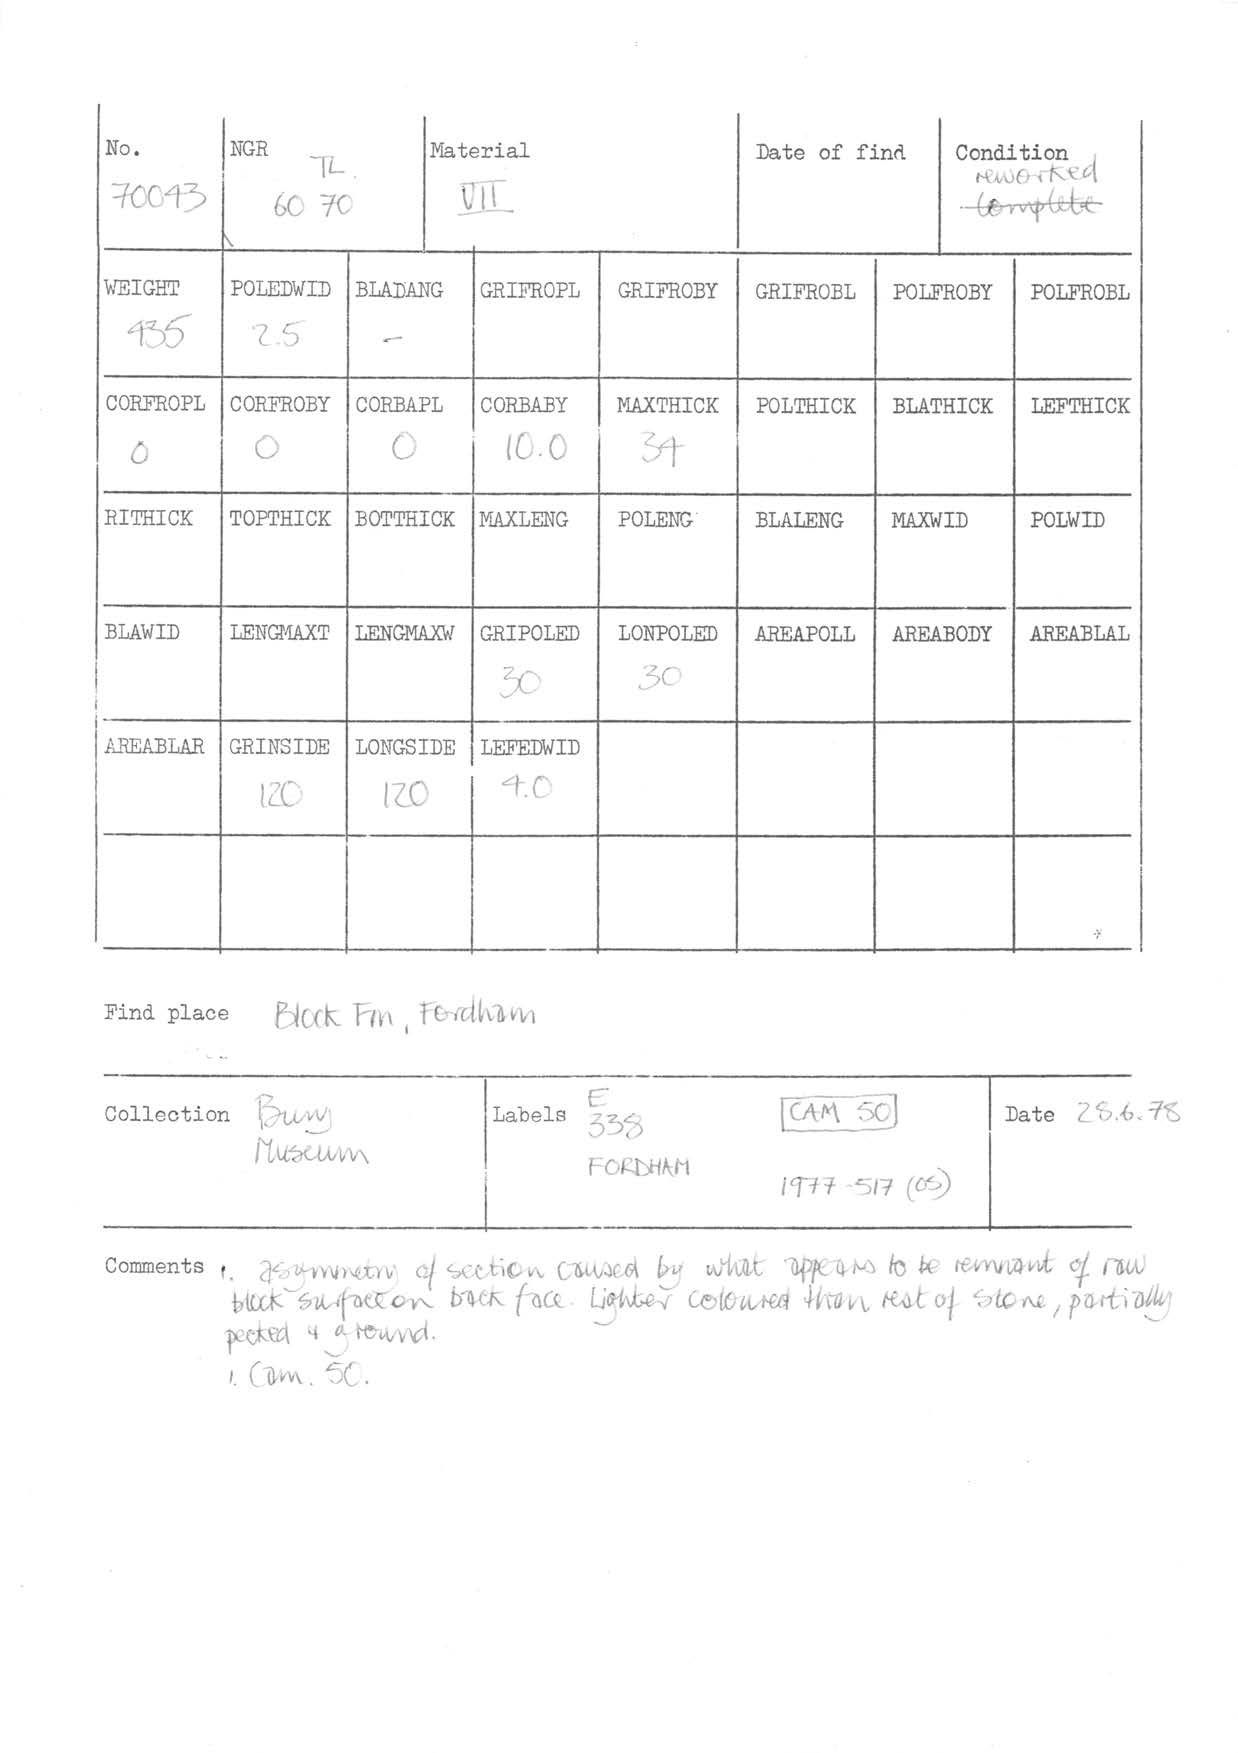 No. NGR Material Date of find Condition
TL. reworked
70043 60 70 VII complete
WEIGHT POLEDWID BLADANG GRIFROPL GRIFROBY GRIFROBL POLFROBY POLFROBL
435 2.5 -
CORFROPL CORFROBY CORBAPL CORBABY MAXTHICK POLTHICK BLATHICK LEFTHICK
0 0 0 10.0 34
RITHICK TOPTHICK BOTTHICK MAXLENG POLENG BLALENG MAXWID POLWID
BLAWID LENGMAXT LENGMAXW GRIPOLED LONPOLED AREAPOLL AREABODY AREABLAL
30 30
AREABLAR GRINSIDE LONGSIDE LEFEDWID
120 120 4.0
Find place Block Fm, Fordham
Collection Bury Labels E CAM 50 Date 28.6.78
Museum 338
FORDHAM 1977-517 (05)
Comments 1. asymmetry of section caused by what appears to be remnant of raw
block surface on back face. Lighter coloured than rest of stone, partially
pecked & ground.
1. Cam. 50.